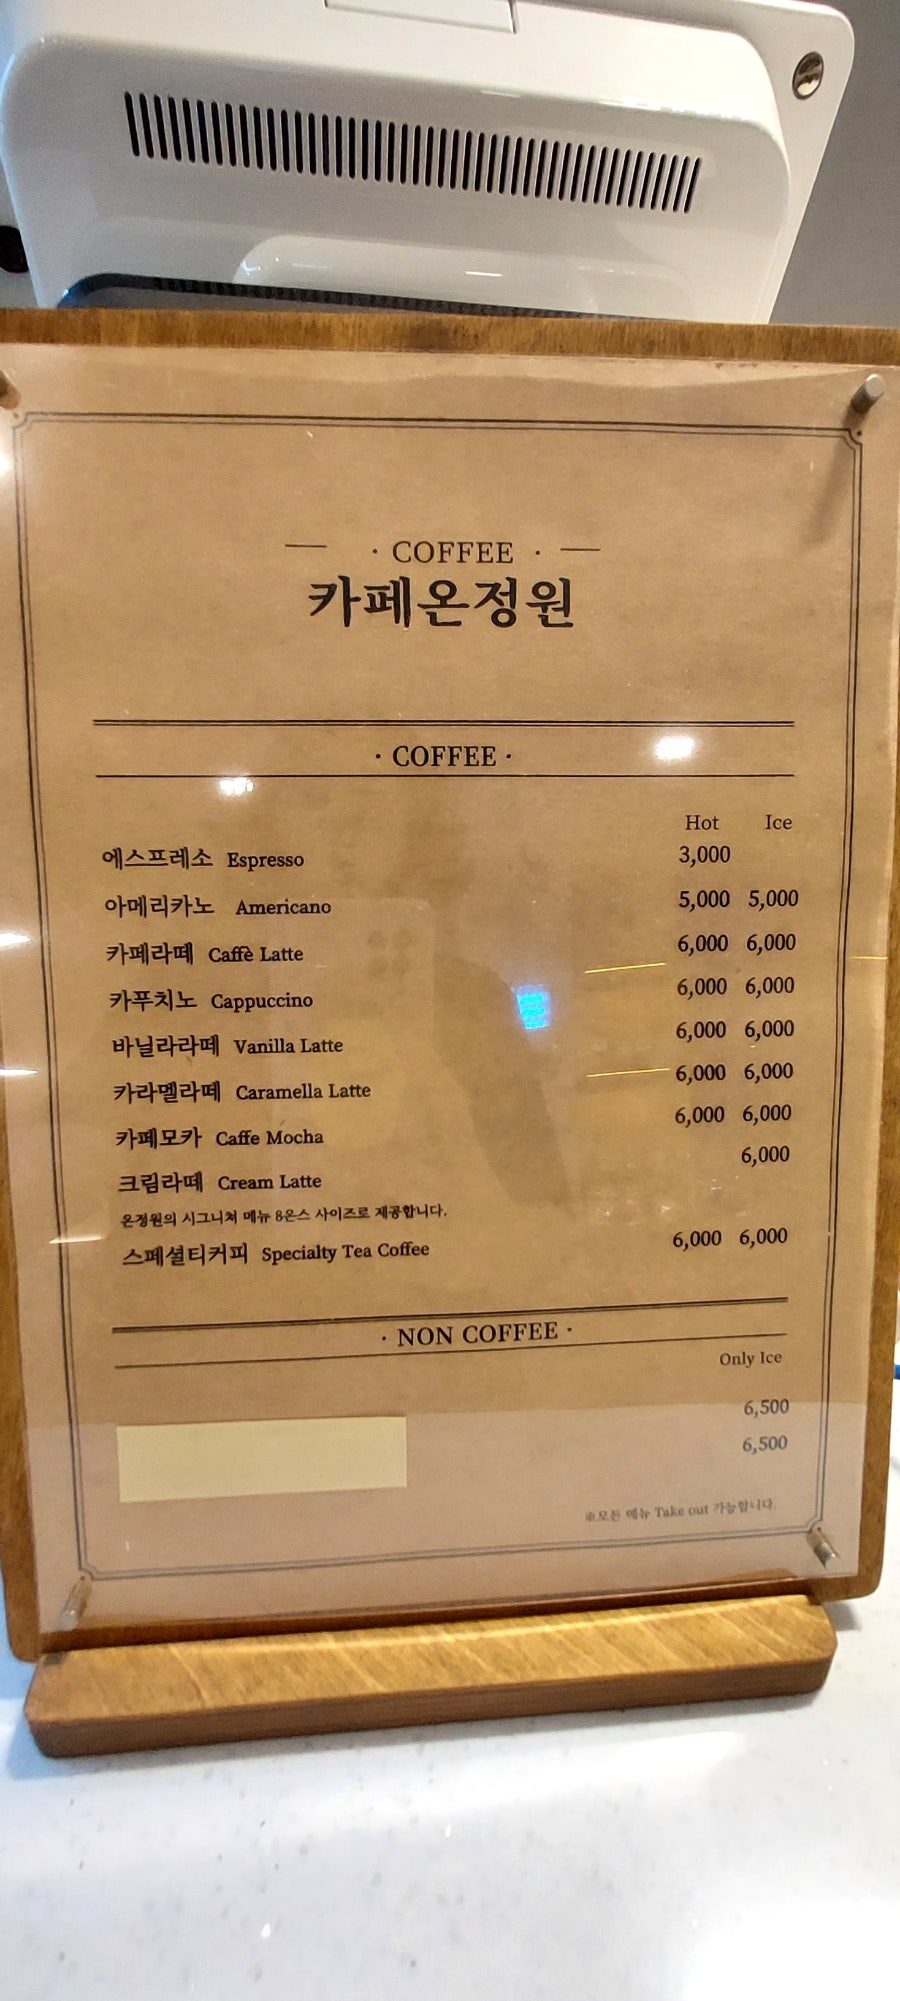 · COFFEE ·
카페온정원
· COFFEE ·
Hot Ice
에스프레소 Espresso 3,000
아메리카노 Americano 5,000 5,000
카페라떼 Caffè Latte 6,000 6,000
카푸치노 Cappuccino 6,000 6,000
바닐라라떼 Vanilla Latte 6,000 6,000
카라멜라떼 Caramella Latte 6,000 6,000
카페모카 Caffe Mocha 6,000 6,000
크림라떼 Cream Latte 6,000
온정원의 시그니쳐 메뉴 8온스 사이즈로 제공합니다.
스페셜티커피 Specialty Tea Coffee 6,000 6,000
· NON COFFEE ·
Only Ice
6,500
6,500
※모든 메뉴 Take out 가능합니다.